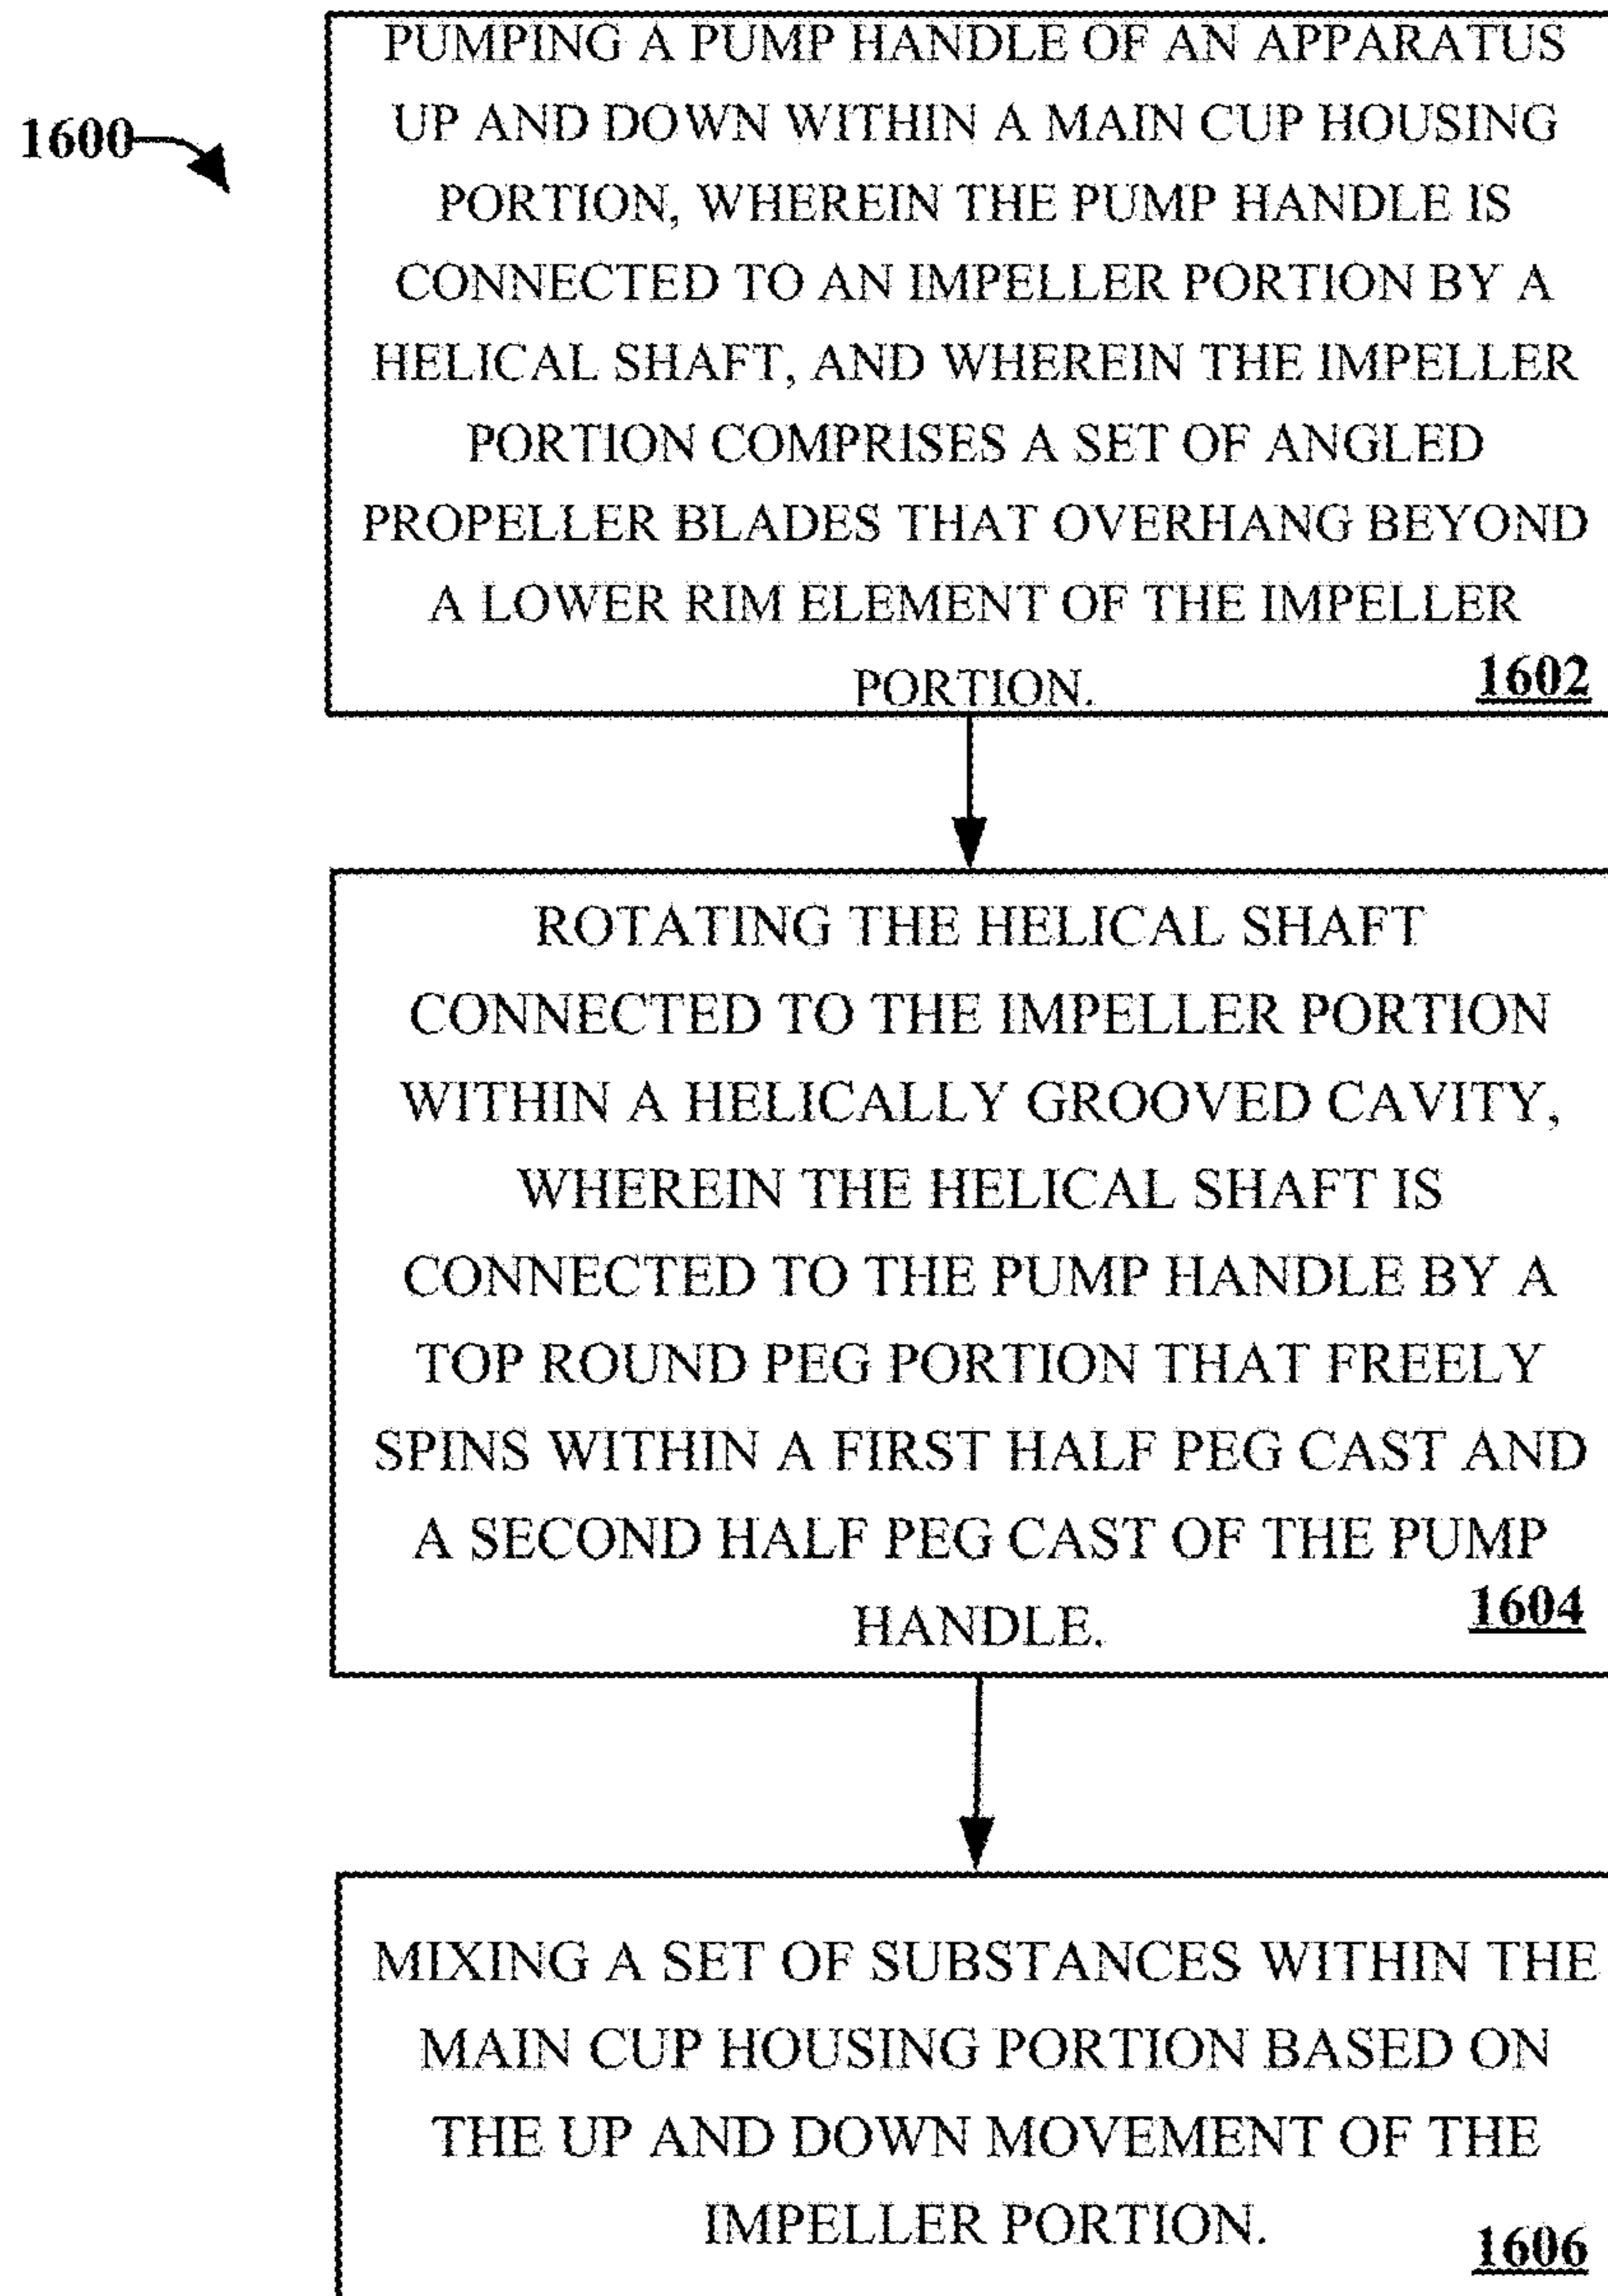 1600
PUMPING A PUMP HANDLE OF AN APPARATUS
UP AND DOWN WITHIN A MAIN CUP HOUSING
PORTION, WHEREIN THE PUMP HANDLE IS
CONNECTED TO AN IMPELLER PORTION BY A
HELICAL SHAFT, AND WHEREIN THE IMPELLER
PORTION COMPRISES A SET OF ANGLED
PROPELLER BLADES THAT OVERHANG BEYOND
A LOWER RIM ELEMENT OF THE IMPELLER
PORTION.
1602
ROTATING THE HELICAL SHAFT
CONNECTED TO THE IMPELLER PORTION
WITHIN A HELICALLY GROOVED CAVITY,
WHEREIN THE HELICAL SHAFT IS
CONNECTED TO THE PUMP HANDLE BY A
TOP ROUND PEG PORTION THAT FREELY
SPINS WITHIN A FIRST HALF PEG CAST AND
A SECOND HALF PEG CAST OF THE PUMP
HANDLE.
1604
MIXING A SET OF SUBSTANCES WITHIN THE
MAIN CUP HOUSING PORTION BASED ON
THE UP AND DOWN MOVEMENT OF THE
IMPELLER PORTION.
1606